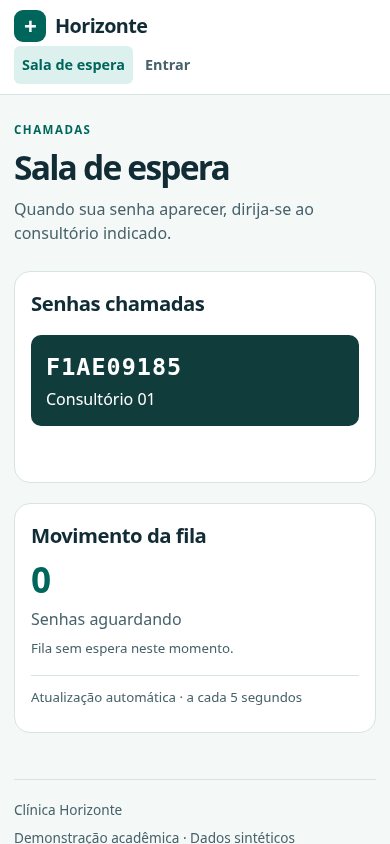 + Horizonte
Sala de espera Entrar
CHAMADAS
Sala de espera
Quando sua senha aparecer, dirija-se ao
consultório indicado.
Senhas chamadas
F1AE09185
Consultório 01
Movimento da fila
0
Senhas aguardando
Fila sem espera neste momento.
Atualização automática · a cada 5 segundos
Clínica Horizonte
Demonstração acadêmica · Dados sintéticos